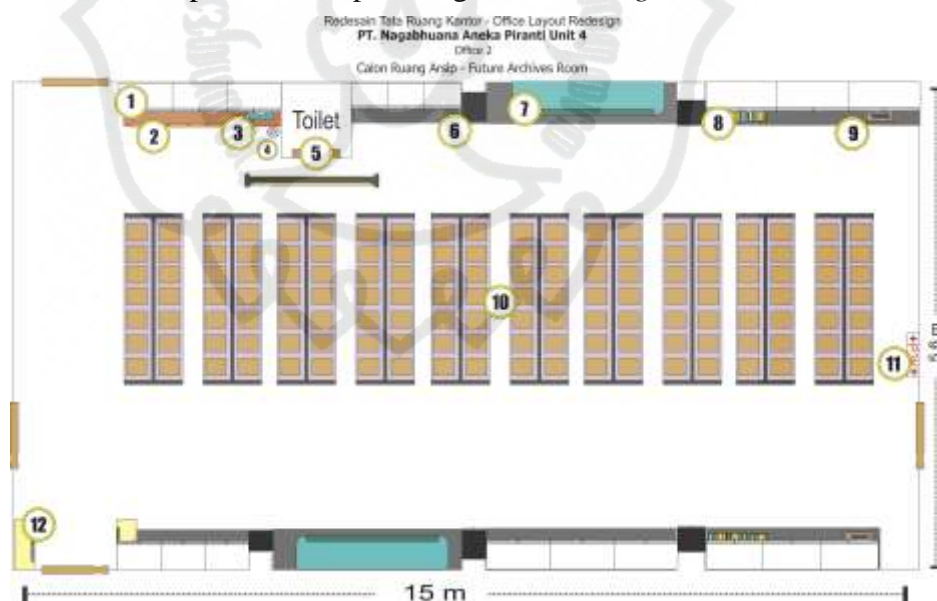 Redesain Tata Ruang Kantor - Office Layout Redesign
PT. Nagabhuana Aneka Piranti Unit 4
Office 2
Calon Ruang Arsip - Future Archives Room
1
2
3
4
Toilet
5
6
7
8
9
10
11
12
15 m